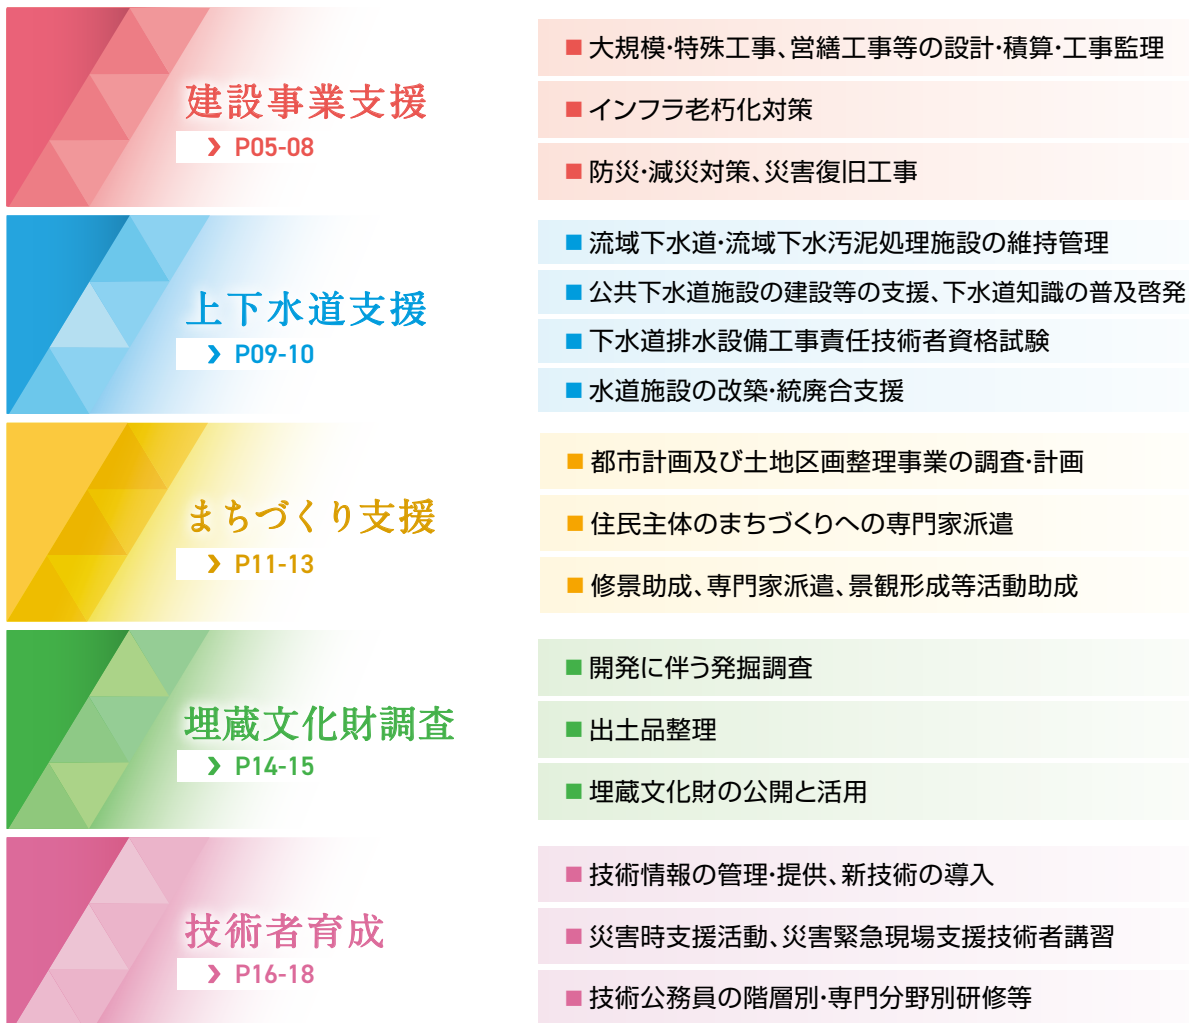 建設事業支援
❯ P05-08
■ 大規模・特殊工事、営繕工事等の設計・積算・工事監理
■ インフラ老朽化対策
■ 防災・減災対策、災害復旧工事
上下水道支援
❯ P09-10
■ 流域下水道・流域下水汚泥処理施設の維持管理
■ 公共下水道施設の建設等の支援、下水道知識の普及啓発
■ 下水道排水設備工事責任技術者資格試験
■ 水道施設の改築・統廃合支援
まちづくり支援
❯ P11-13
■ 都市計画及び土地区画整理事業の調査・計画
■ 住民主体のまちづくりへの専門家派遣
■ 修景助成、専門家派遣、景観形成等活動助成
埋蔵文化財調査
❯ P14-15
■ 開発に伴う発掘調査
■ 出土品整理
■ 埋蔵文化財の公開と活用
技術者育成
❯ P16-18
■ 技術情報の管理・提供、新技術の導入
■ 災害時支援活動、災害緊急現場支援技術者講習
■ 技術公務員の階層別・専門分野別研修等